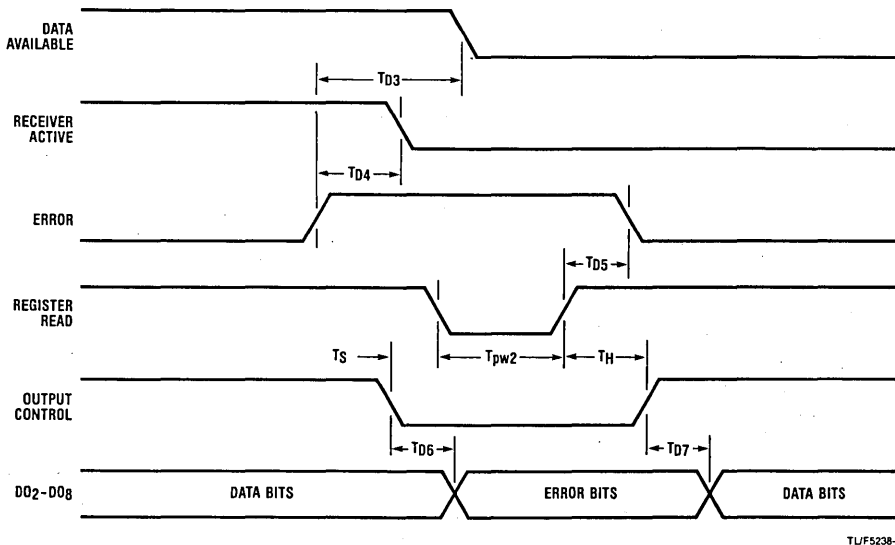 DATA
AVAILABLE
TD3
RECEIVER
ACTIVE
TD4
ERROR
TD5
REGISTER
READ
TS
Tpw2
TH
OUTPUT
CONTROL
TD6
TD7
DO2-DO8
DATA BITS
ERROR BITS
DATA BITS
TL/F5238-